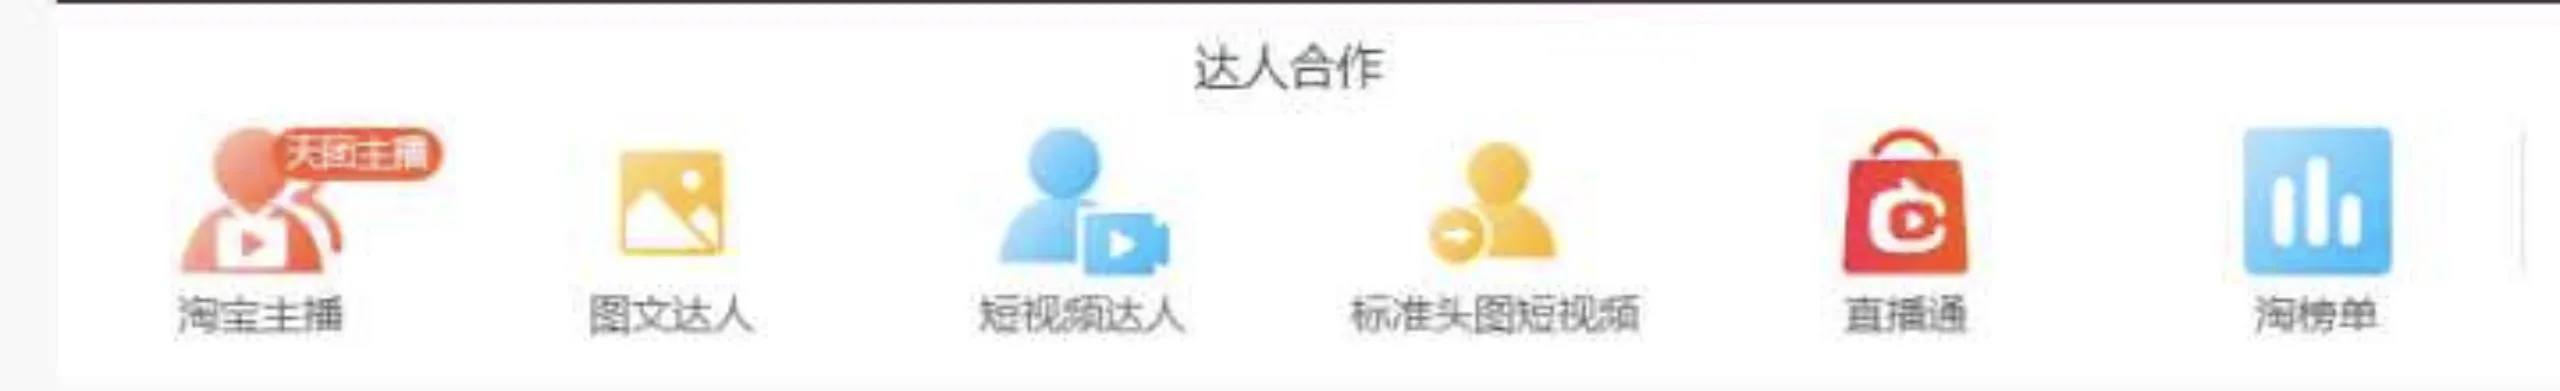 达人合作
天团主播
淘宝主播
图文达人
短视频达人
标准头图短视频
直播通
淘榜单